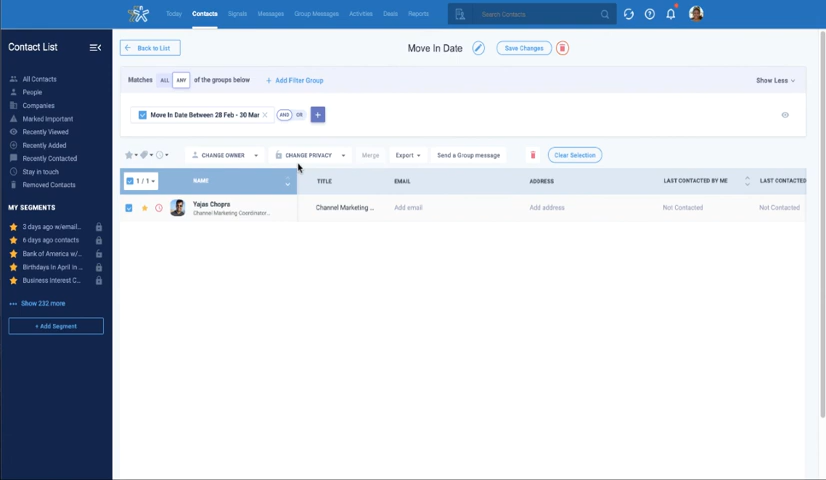 Today Contacts Signals Messages Group Messages Activities Deals Reports Search Contacts
Contact List
Back to List
Move In Date
Save Changes
Matches ALL ANY of the groups below + Add Filter Group
Show Less
Move In Date Between 28 Feb - 30 Mar
AND OR +
All Contacts
People
Companies
Marked Important
Recently Viewed
Recently Added
Recently Contacted
Stay in touch
Removed Contacts
MY SEGMENTS
3 days ago w/email...
6 days ago contacts
Bank of America w/...
Birthdays in April in ...
Business Interest C...
Show 232 more
+ Add Segment
CHANGE OWNER CHANGE PRIVACY Merge Export Send a Group message Clear Selection
1 / 1 NAME TITLE EMAIL ADDRESS LAST CONTACTED BY ME LAST CONTACTED
Yajas Chopra
Channel Marketing Coordinator...
Channel Marketing ... Add email Add address Not Contacted Not Contacted